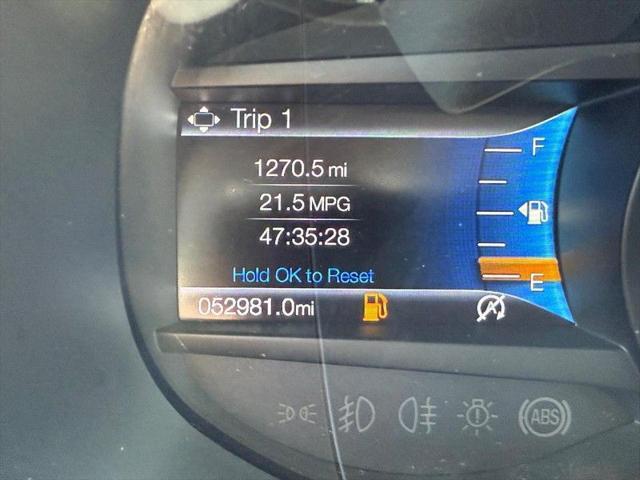 Trip 1
F
1270.5 mi
21.5 MPG
47:35:28
Hold OK to Reset
E
052981.0mi
A
ABS